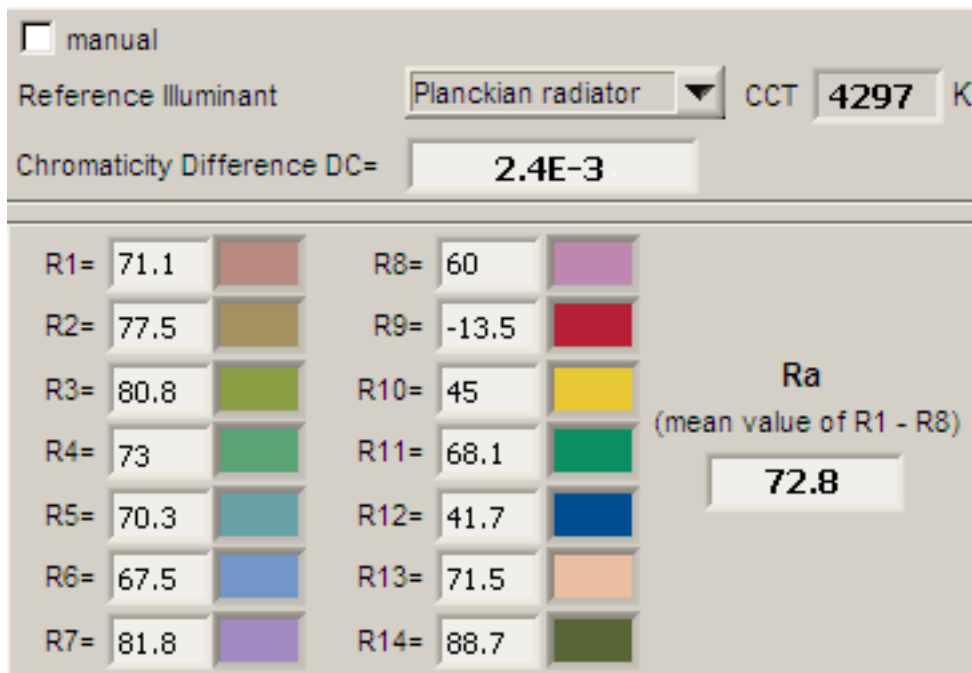 manual
Reference Illuminant Planckian radiator CCT 4297 K
Chromaticity Difference DC= 2.4E-3
R1= 71.1 R8= 60
R2= 77.5 R9= -13.5
R3= 80.8 R10= 45
R4= 73 R11= 68.1
R5= 70.3 R12= 41.7
R6= 67.5 R13= 71.5
R7= 81.8 R14= 88.7
Ra
(mean value of R1 - R8)
72.8